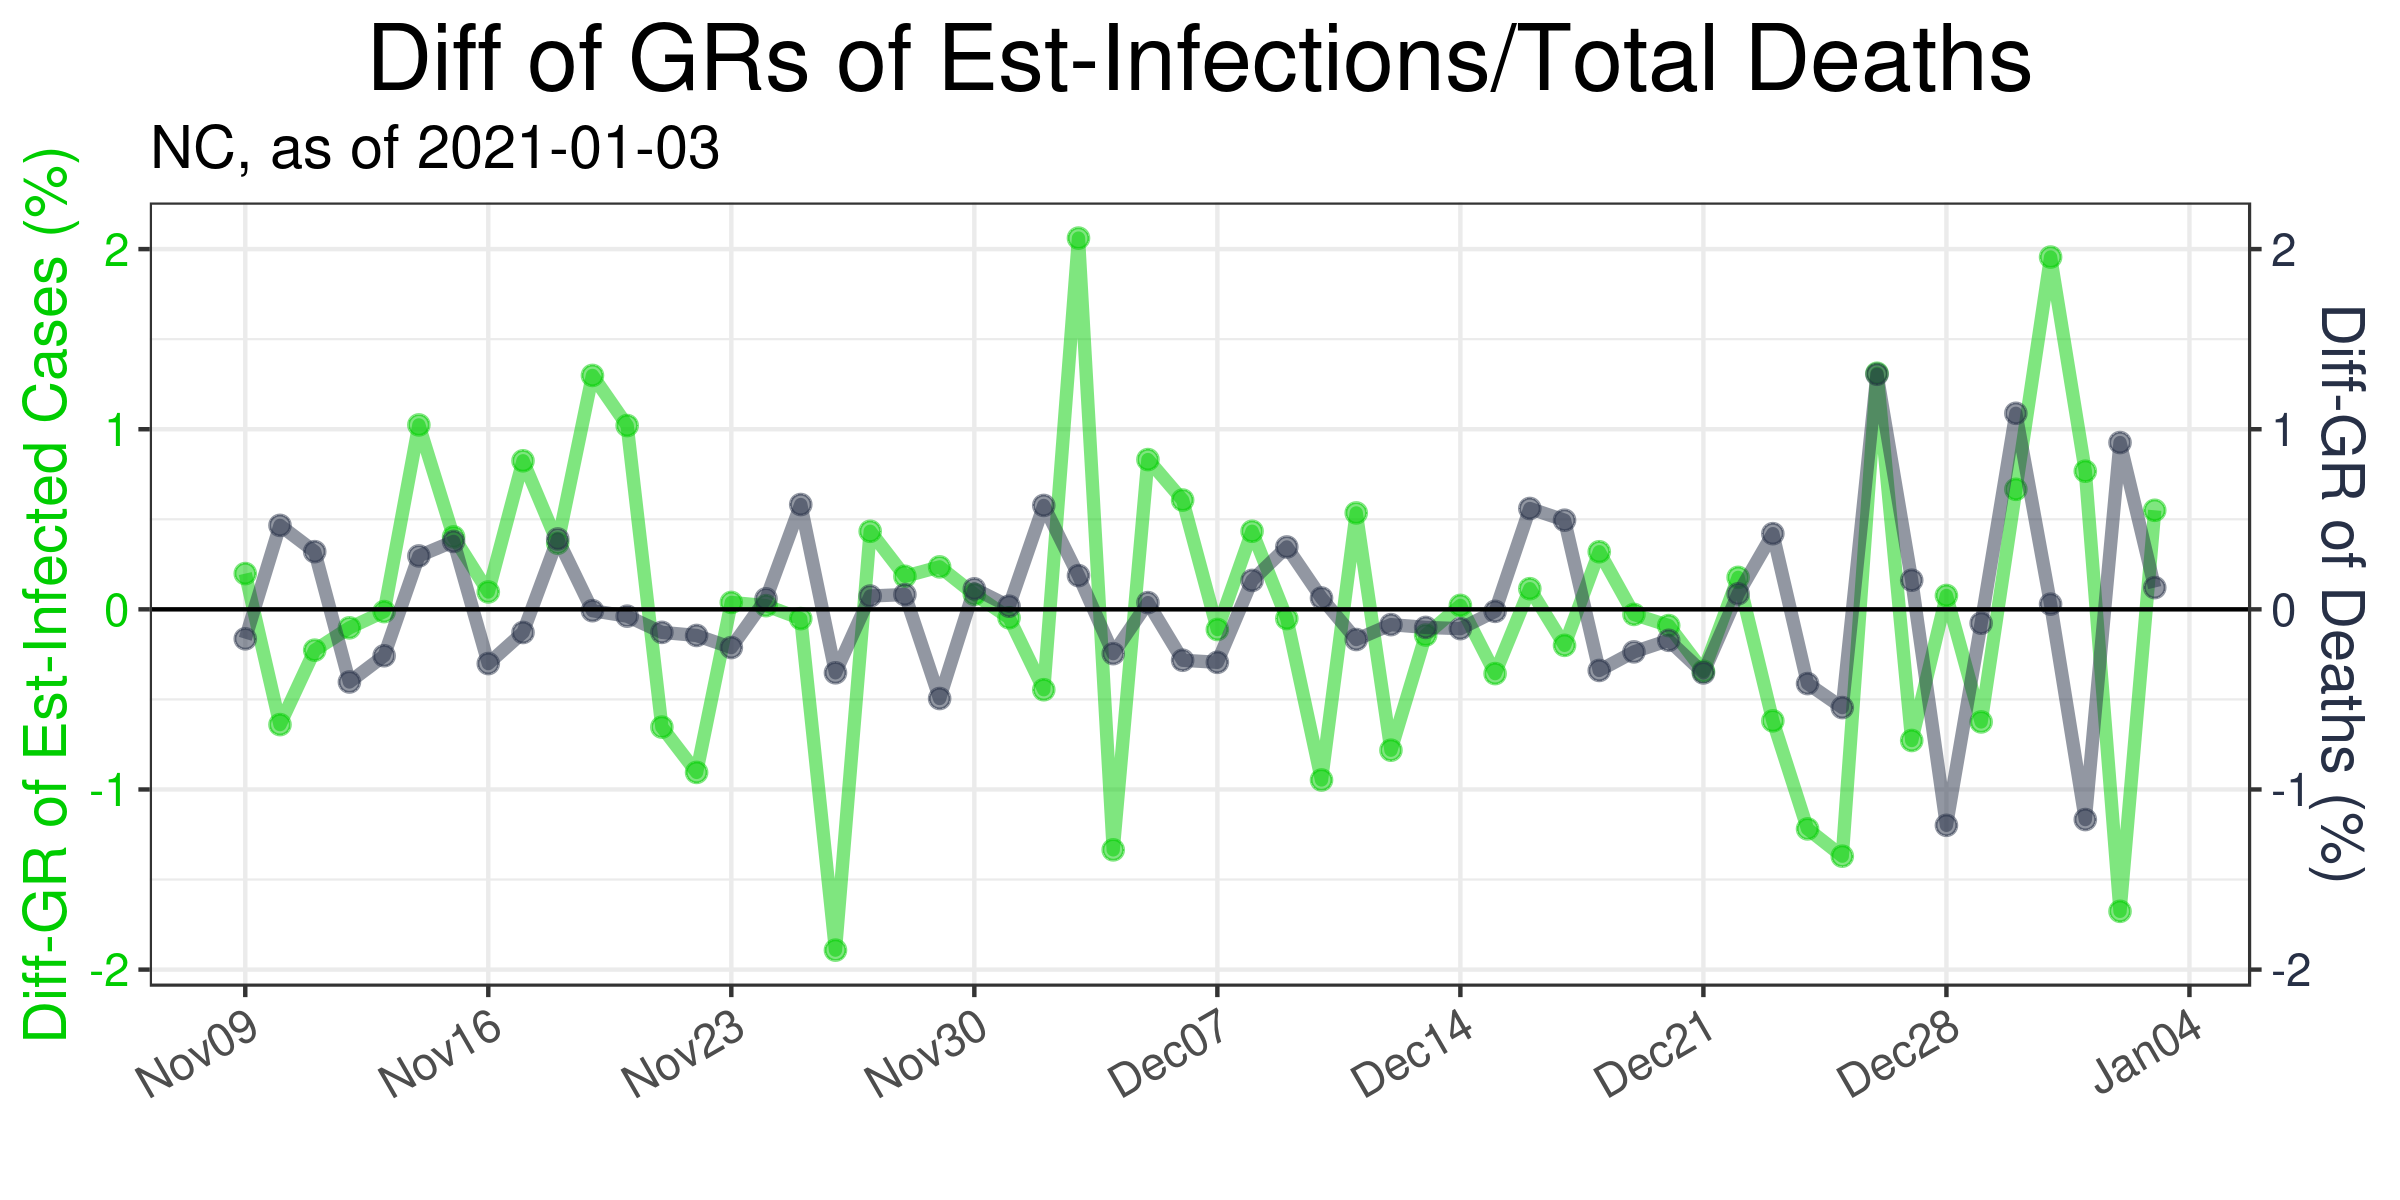 Diff of GRs of Est-Infections/Total Deaths
NC, as of 2021-01-03
Diff-GR of Est-Infected Cases (%)
2
1
0
-1
-2
2
1
0
-1
-2
Diff-GR of Deaths (%)
Nov09
Nov16
Nov23
Nov30
Dec07
Dec14
Dec21
Dec28
Jan04